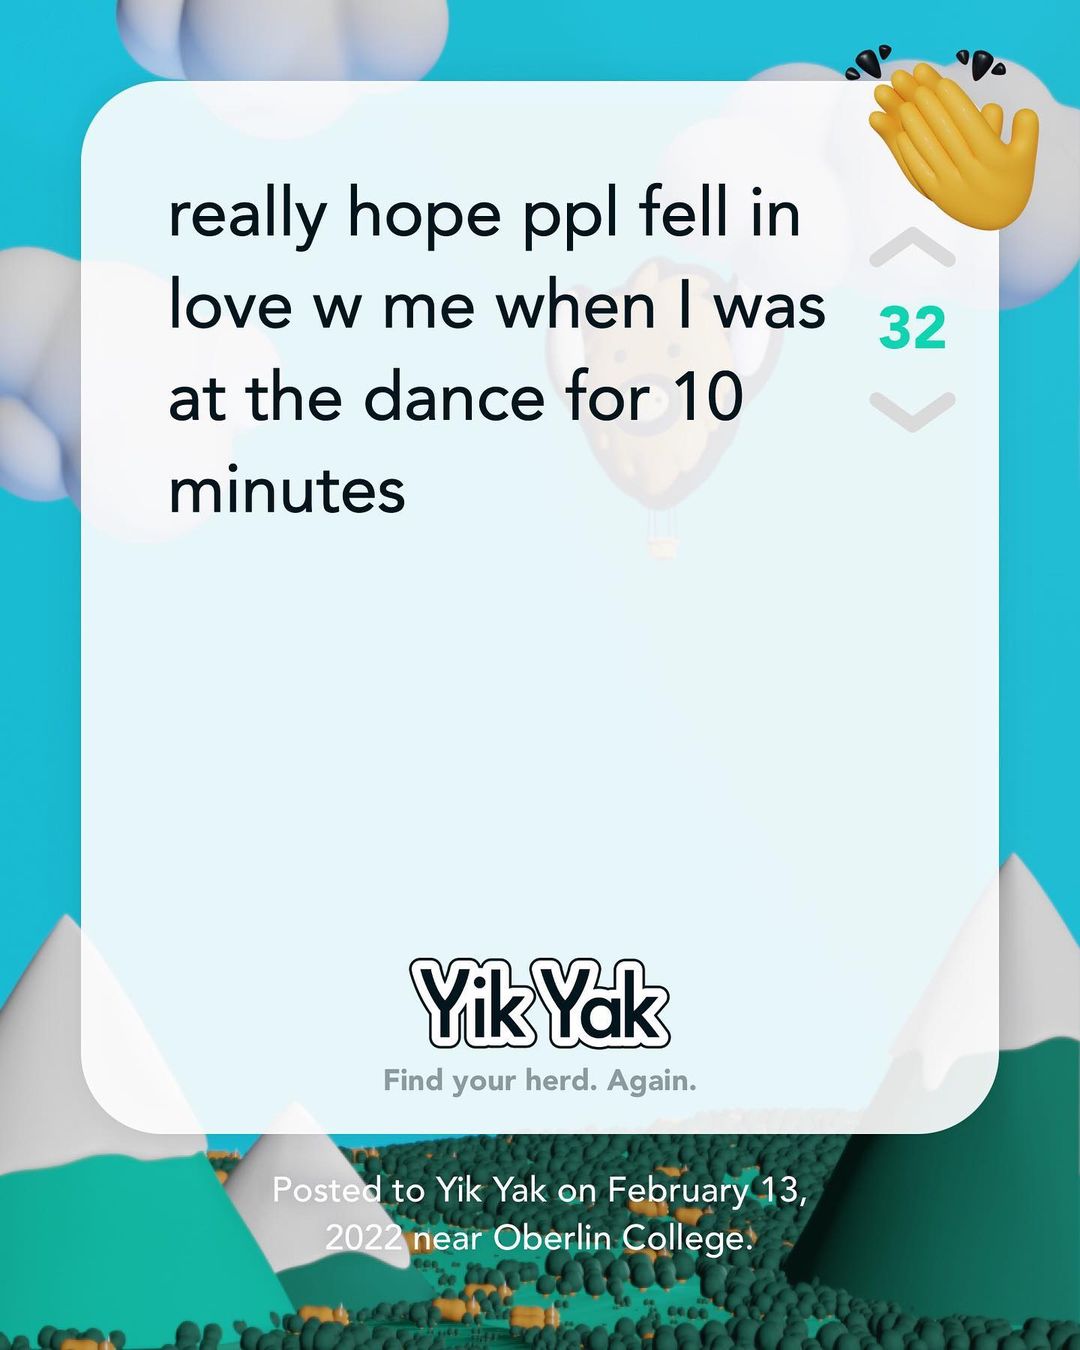 really hope ppl fell in
love w me when I was
at the dance for 10
minutes
32
Yik Yak
Find your herd. Again.
Posted to Yik Yak on February 13,
2022 near Oberlin College.